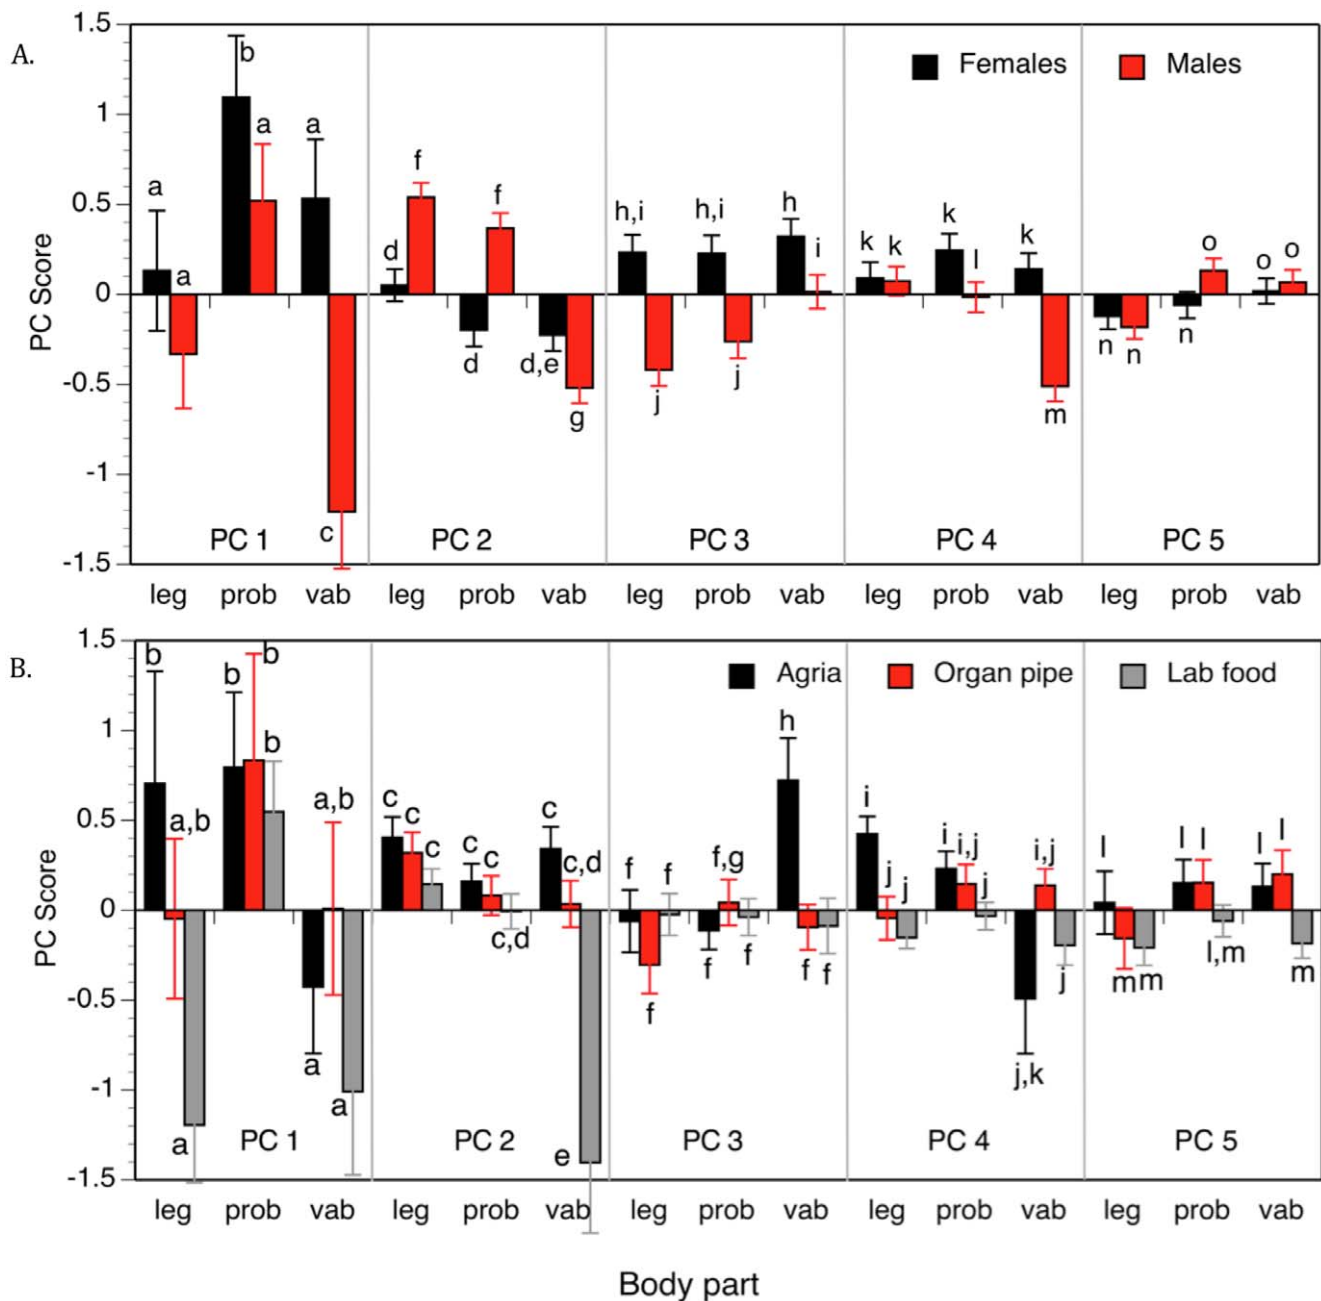 A.
1.5
1
0.5
0
-0.5
-1
-1.5
PC Score
Females Males
a a b a a c
d f d f d,e g
h,i j h,i j h i
k k k l k m
n n n o o o
PC 1 PC 2 PC 3 PC 4 PC 5
leg prob vab leg prob vab leg prob vab leg prob vab leg prob vab
B.
1.5
1
0.5
0
-0.5
-1
-1.5
PC Score
Agria Organ pipe Lab food
b a,b a b b b a a,b a
c c c c c c,d c c,d e
f f f f f,g f h f f
i j j i i,j j j,k i,j j
l m m l l l,m l l m
PC 1 PC 2 PC 3 PC 4 PC 5
leg prob vab leg prob vab leg prob vab leg prob vab leg prob vab
Body part